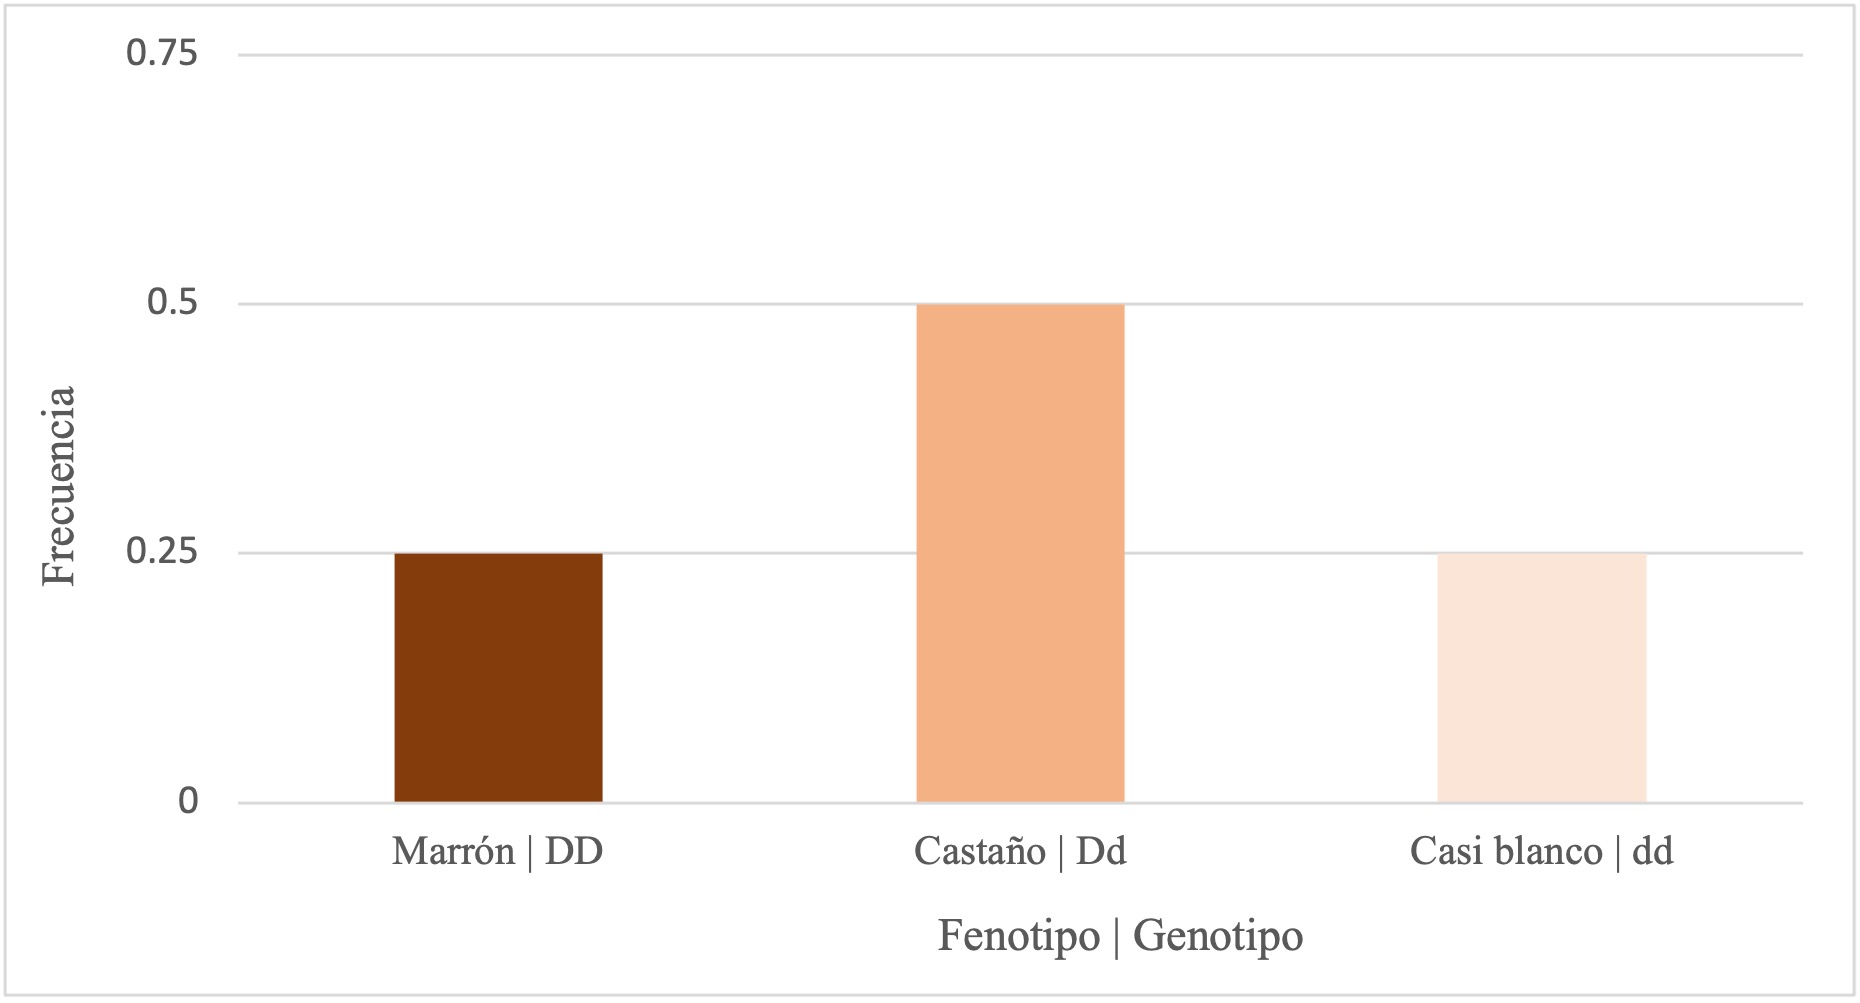 0.75
0.5
0.25
0
Frecuencia
Marrón | DD
Castaño | Dd
Casi blanco | dd
Fenotipo | Genotipo